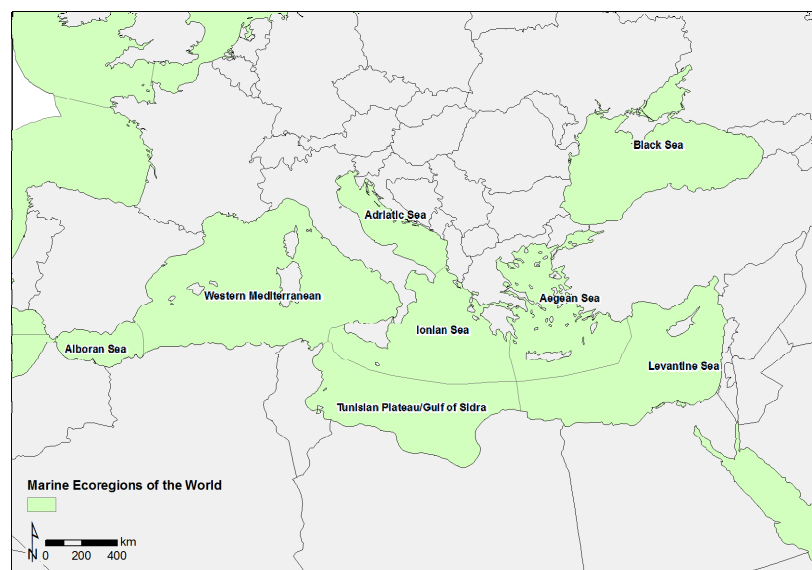 Black Sea
Adriatic Sea
Western Mediterranean
Aegean Sea
Ionian Sea
Alboran Sea
Levantine Sea
Tunisian Plateau/Gulf of Sidra
Marine Ecoregions of the World
N
km
0 200 400